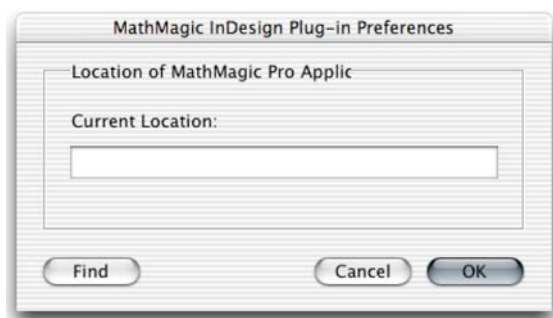 MathMagic InDesign Plug-in Preferences
Location of MathMagic Pro Applic
Current Location:
Find Cancel OK